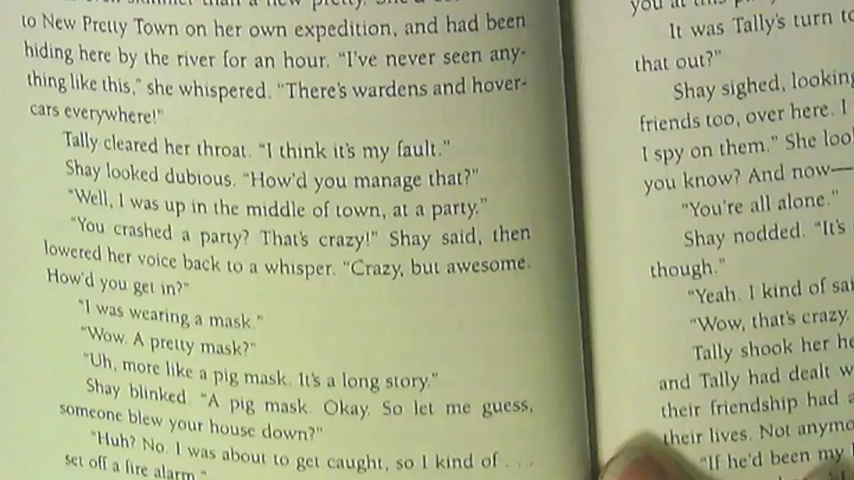 to New Pretty Town on her own expedition, and had been
hiding here by the river for an hour. “I've never seen any-
thing like this,” she whispered. “There's wardens and hover-
cars everywhere!”
Tally cleared her throat. “I think it's my fault.”
Shay looked dubious. “How'd you manage that?”
“Well, I was up in the middle of town, at a party.”
“You crashed a party? That's crazy!” Shay said, then
lowered her voice back to a whisper. “Crazy, but awesome.
How'd you get in?”
“I was wearing a mask.”
“Wow. A pretty mask?”
“Uh, more like a pig mask. It's a long story.”
Shay blinked. “A pig mask. Okay. So let me guess,
someone blew your house down?”
“Huh? No. I was about to get caught, so I kind of . . .
set off a fire alarm.”
you at this
It was Tally's turn to
that out?”
Shay sighed, looking
friends too, over here. I
I spy on them.” She
you know? And now—
“You're all alone.”
Shay nodded. “It's
though.”
“Yeah. I kind of
“Wow, that's crazy.
Tally shook her
and Tally had dealt
their friendship had
their lives. Not
“If he'd been my